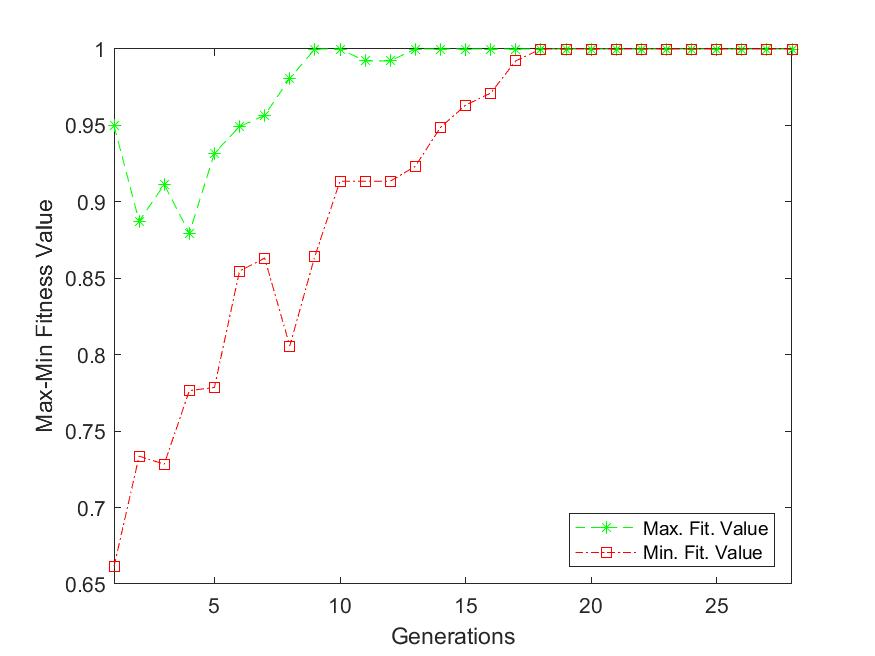 1
0.95
0.9
0.85
0.8
0.75
0.7
0.65
Max-Min Fitness Value
5 10 15 20 25
Generations
Max. Fit. Value
Min. Fit. Value